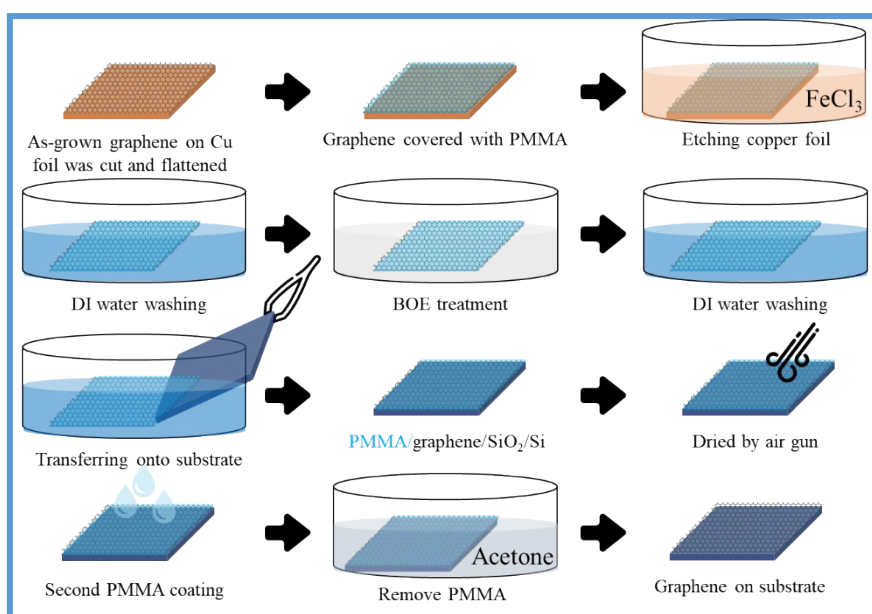 FeCl₃
As-grown graphene on Cu
foil was cut and flattened
Graphene covered with PMMA
Etching copper foil
DI water washing
BOE treatment
DI water washing
Transferring onto substrate
PMMA/graphene/SiO₂/Si
Dried by air gun
Acetone
Second PMMA coating
Remove PMMA
Graphene on substrate